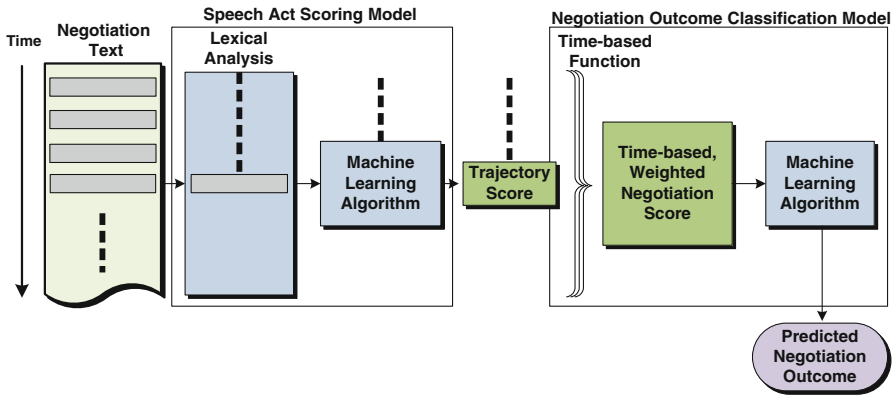 Speech Act Scoring Model
Negotiation Outcome Classification Model
Time
Negotiation
Text
Lexical
Analysis
Machine
Learning
Algorithm
Trajectory
Score
Time-based
Function
Time-based,
Weighted
Negotiation
Score
Machine
Learning
Algorithm
Predicted
Negotiation
Outcome